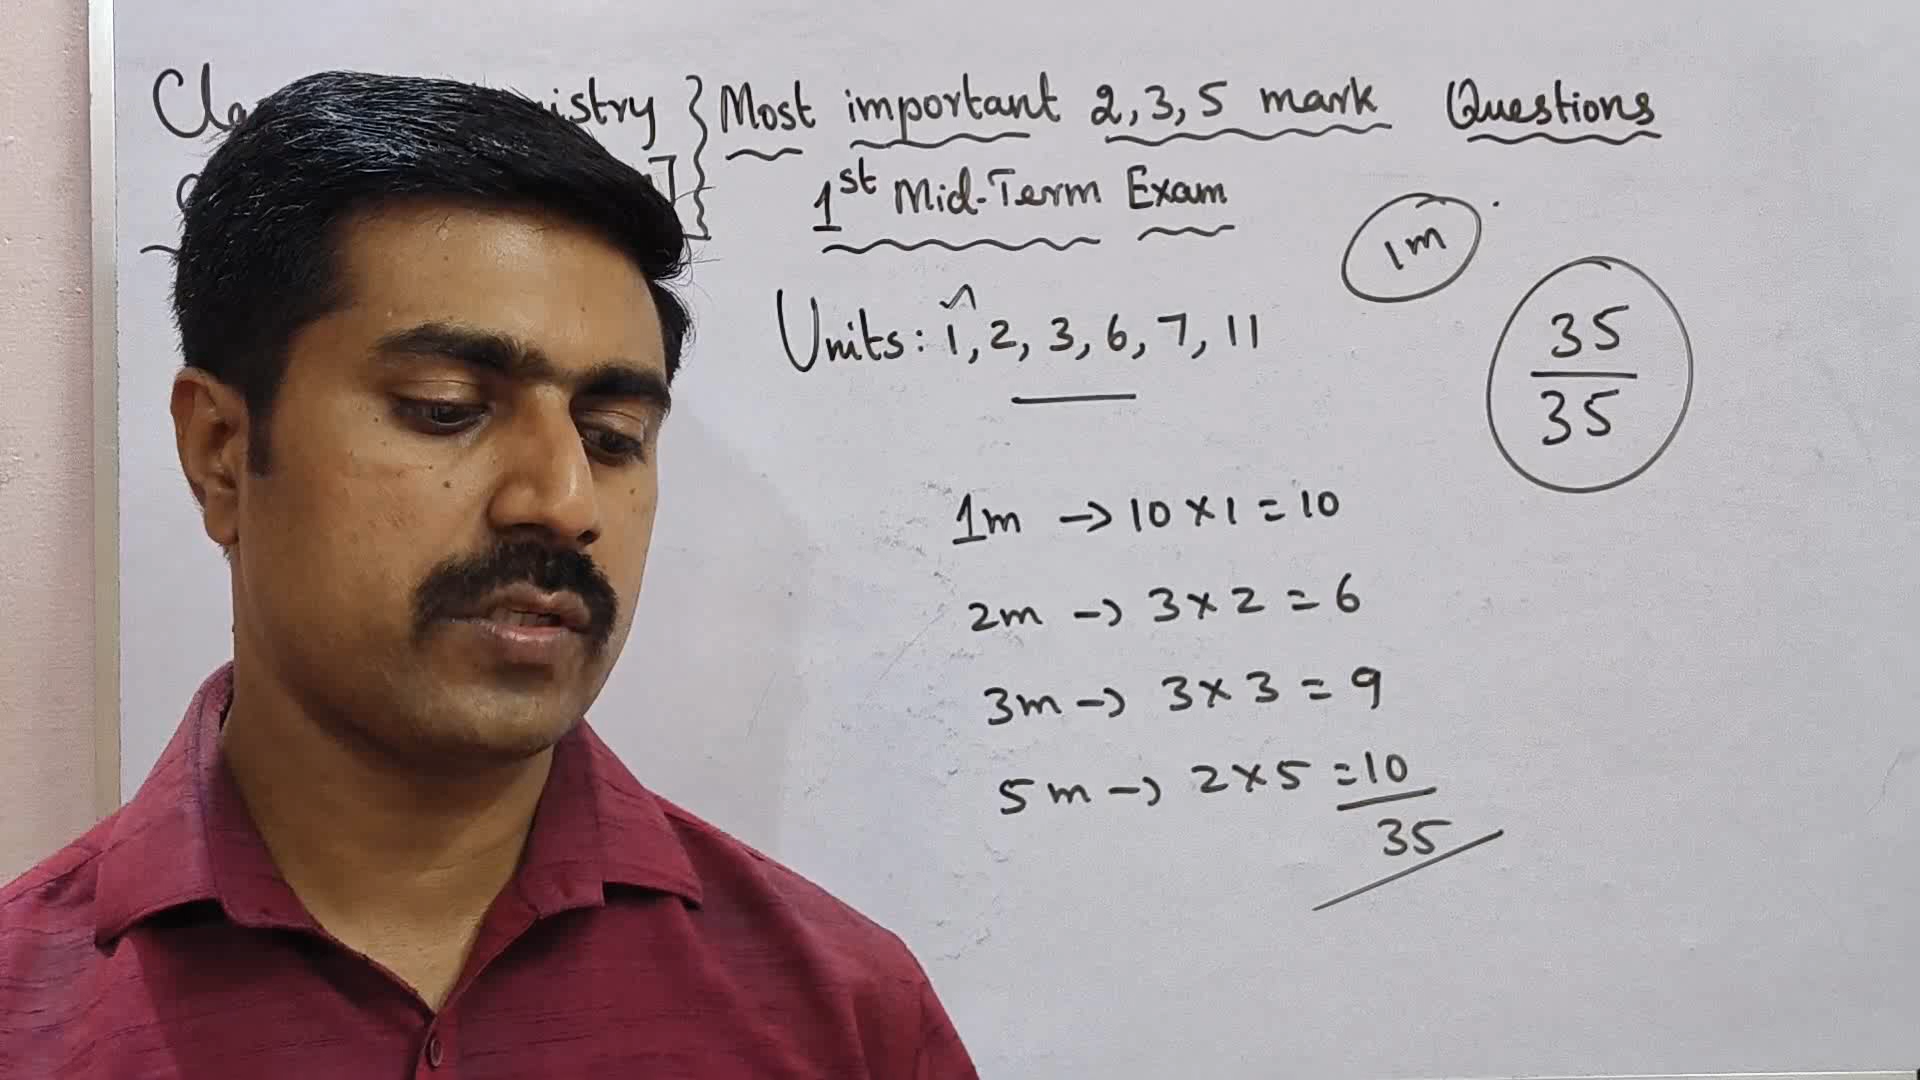 Most important 2,3,5 mark Questions
1st Mid-Term Exam
1m
Units: 1, 2, 3, 6, 7, 11
35
35
1m → 10 × 1 = 10
2m → 3 × 2 = 6
3m → 3 × 3 = 9
5m → 2 × 5 = 10
35